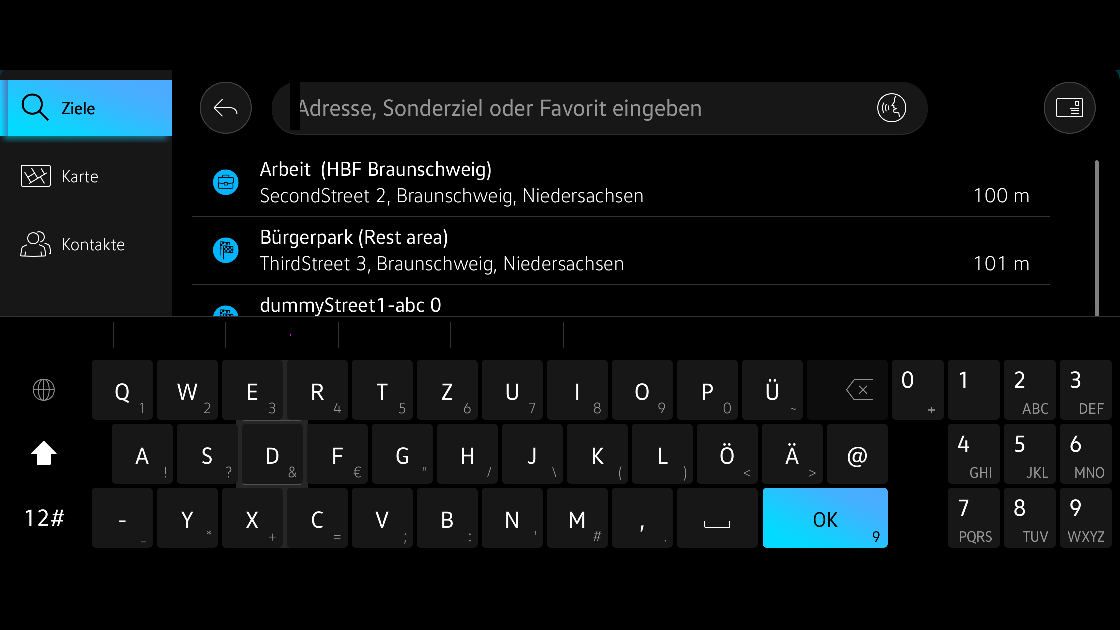 Ziele
Adresse, Sonderziel oder Favorit eingeben
Karte
Kontakte
Arbeit (HBF Braunschweig)
SecondStreet 2, Braunschweig, Niedersachsen 100 m
Bürgerpark (Rest area)
ThirdStreet 3, Braunschweig, Niedersachsen 101 m
dummyStreet1-abc 0
Q 1 W 2 E 3 R 4 T 5 Z 6 U 7 I 8 O 9 P 0 Ü ~ 0 + 1 2 ABC 3 DEF
A ! S ? D & F € G " H / J \ K ( L ) Ö < Ä > @ 4 GHI 5 JKL 6 MNO
12# - _ Y * X + C = V ; B : N ' M # , . OK 9 7 PQRS 8 TUV 9 WXYZ